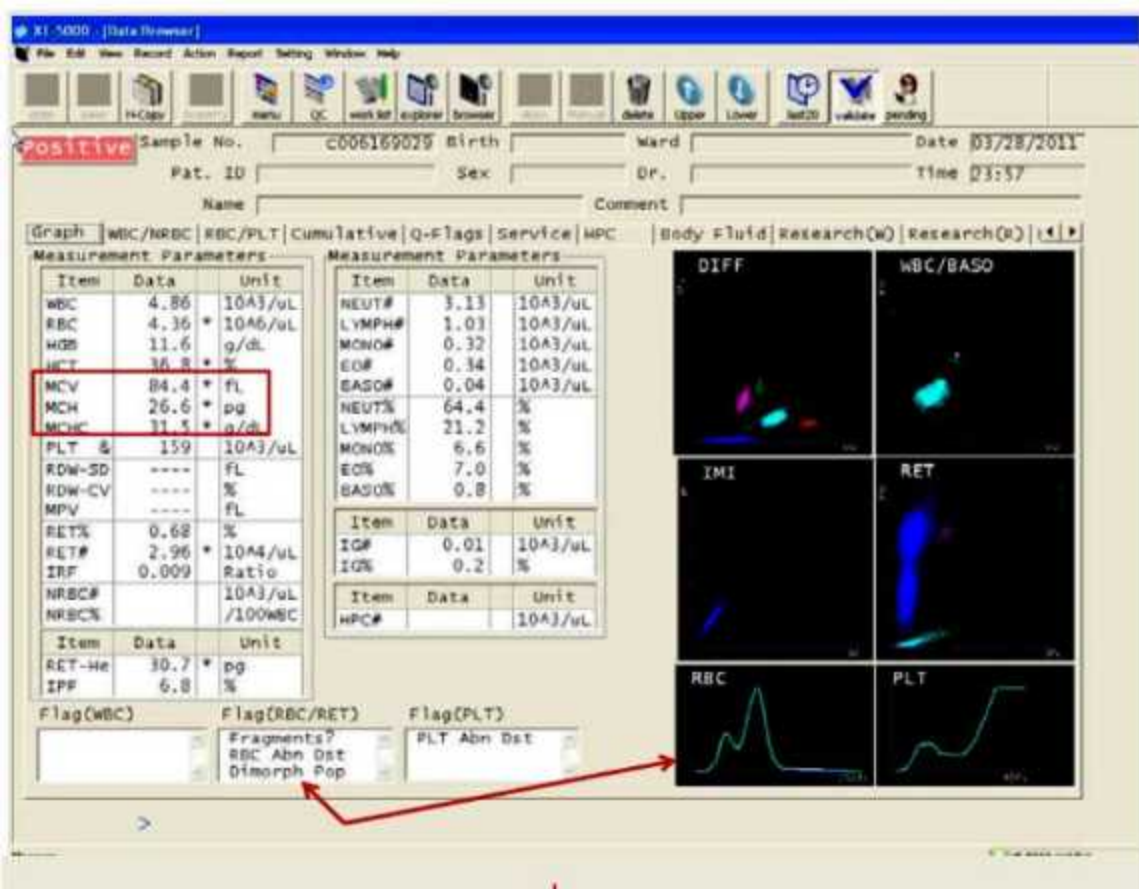 XT-5000 - [Data Browser]
File Edit View Record Action Report Setting Window Help
H-Copy menu QC work list explorer browser delete Upper Lower last20 validate pending
Positive Sample No. C006169029 Birth Ward Date 03/28/2011
Pat. ID Sex Dr. Time 23:57
Name Comment
Graph WBC/NRBC RBC/PLT Cumulative Q-Flags Service HPC Body Fluid Research(W) Research(R)
Measurement Parameters
Item Data Unit
WBC 4.86 10^3/uL
RBC 4.36 * 10^6/uL
HGB 11.6 g/dL
HCT 36.8 * %
MCV 84.4 * fL
MCH 26.6 * pg
MCHC 31.5 * g/dL
PLT & 159 10^3/uL
RDW-SD ---- fL
RDW-CV ---- %
MPV ---- fL
RET% 0.68 %
RET# 2.96 * 10^4/uL
IRF 0.009 Ratio
NRBC# 10^3/uL
NRBC% /100WBC
Item Data Unit
RET-He 30.7 * pg
IPF 6.8 %
Measurement Parameters
Item Data Unit
NEUT# 3.13 10^3/uL
LYMPH# 1.03 10^3/uL
MONO# 0.32 10^3/uL
EO# 0.34 10^3/uL
BASO# 0.04 10^3/uL
NEUT% 64.4 %
LYMPH% 21.2 %
MONO% 6.6 %
EO% 7.0 %
BASO% 0.8 %
Item Data Unit
IG# 0.01 10^3/uL
IG% 0.2 %
Item Data Unit
HPC# 10^3/uL
DIFF WBC/BASO
IMI RET
RBC PLT
Flag(WBC) Flag(RBC/RET) Flag(PLT)
Fragments? PLT Abn Dst
RBC Abn Dst
Dimorph Pop
>